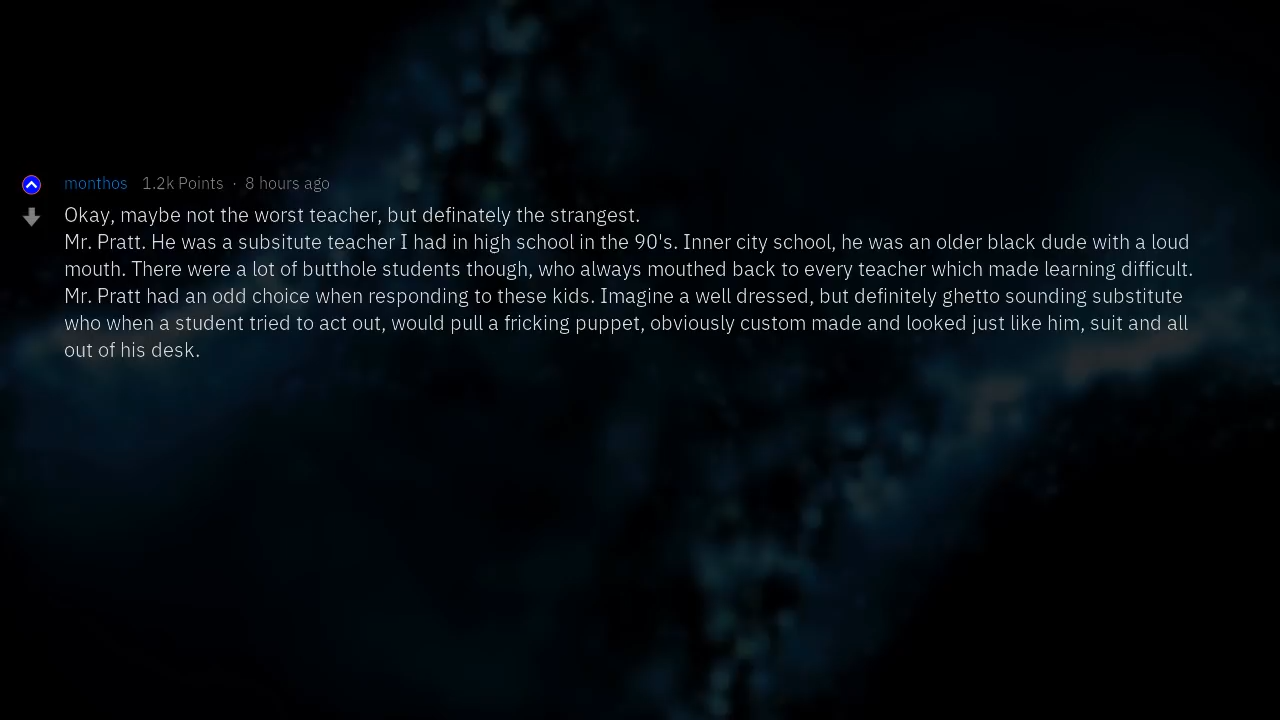 monthos 1.2k Points · 8 hours ago
Okay, maybe not the worst teacher, but definately the strangest.
Mr. Pratt. He was a subsitute teacher I had in high school in the 90's. Inner city school, he was an older black dude with a loud
mouth. There were a lot of butthole students though, who always mouthed back to every teacher which made learning difficult.
Mr. Pratt had an odd choice when responding to these kids. Imagine a well dressed, but definitely ghetto sounding substitute
who when a student tried to act out, would pull a fricking puppet, obviously custom made and looked just like him, suit and all
out of his desk.